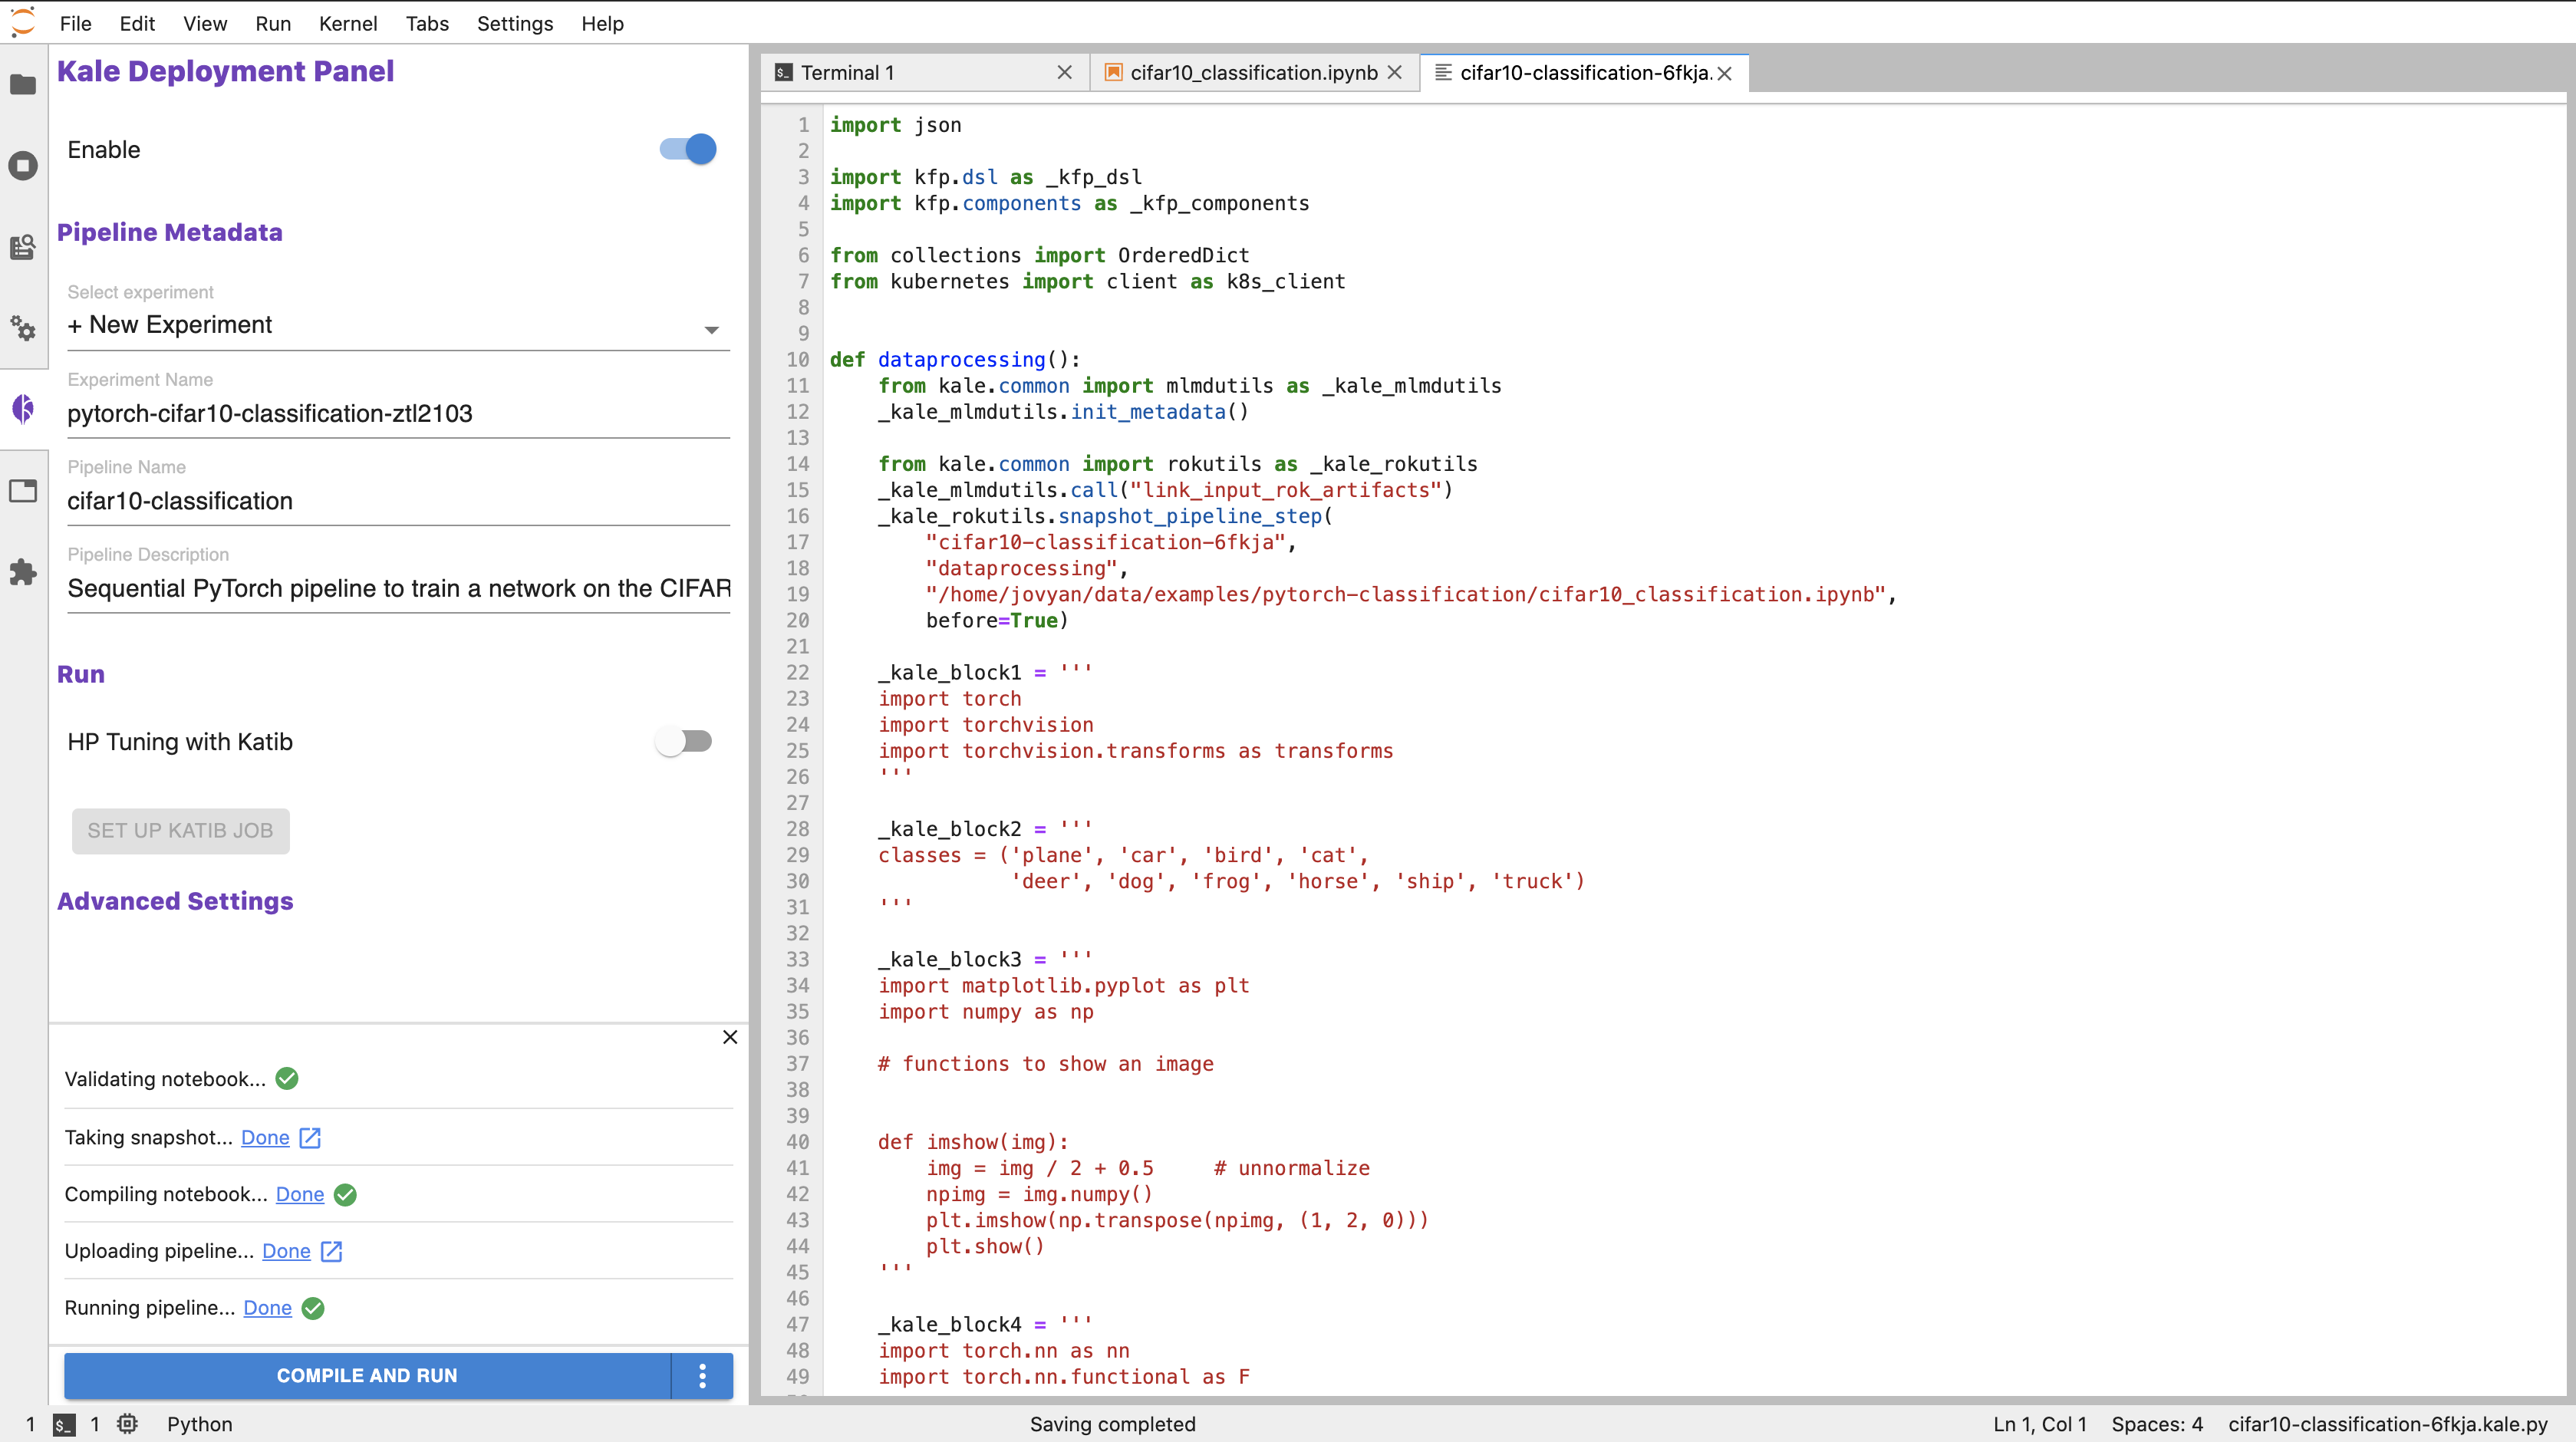 File Edit View Run Kernel Tabs Settings Help
Kale Deployment Panel
Enable
Pipeline Metadata
Select experiment
+ New Experiment
Experiment Name
pytorch-cifar10-classification-ztl2103
Pipeline Name
cifar10-classification
Pipeline Description
Sequential PyTorch pipeline to train a network on the CIFAR
Run
HP Tuning with Katib
SET UP KATIB JOB
Advanced Settings
Validating notebook...
Taking snapshot... Done
Compiling notebook... Done
Uploading pipeline... Done
Running pipeline... Done
COMPILE AND RUN
Terminal 1
cifar10_classification.ipynb
cifar10-classification-6fkja.
1 import json
2
3 import kfp.dsl as _kfp_dsl
4 import kfp.components as _kfp_components
5
6 from collections import OrderedDict
7 from kubernetes import client as k8s_client
8
9
10 def dataprocessing():
11     from kale.common import mlmdutils as _kale_mlmdutils
12     _kale_mlmdutils.init_metadata()
13
14     from kale.common import rokutils as _kale_rokutils
15     _kale_mlmdutils.call("link_input_rok_artifacts")
16     _kale_rokutils.snapshot_pipeline_step(
17         "cifar10-classification-6fkja",
18         "dataprocessing",
19         "/home/jovyan/data/examples/pytorch-classification/cifar10_classification.ipynb",
20         before=True)
21
22     _kale_block1 = '''
23     import torch
24     import torchvision
25     import torchvision.transforms as transforms
26     '''
27
28     _kale_block2 = '''
29     classes = ('plane', 'car', 'bird', 'cat',
30                'deer', 'dog', 'frog', 'horse', 'ship', 'truck')
31     '''
32
33     _kale_block3 = '''
34     import matplotlib.pyplot as plt
35     import numpy as np
36
37     # functions to show an image
38
39
40     def imshow(img):
41         img = img / 2 + 0.5     # unnormalize
42         npimg = img.numpy()
43         plt.imshow(np.transpose(npimg, (1, 2, 0)))
44         plt.show()
45     '''
46
47     _kale_block4 = '''
48     import torch.nn as nn
49     import torch.nn.functional as F
1 $_ 1 Python Saving completed Ln 1, Col 1 Spaces: 4 cifar10-classification-6fkja.kale.py